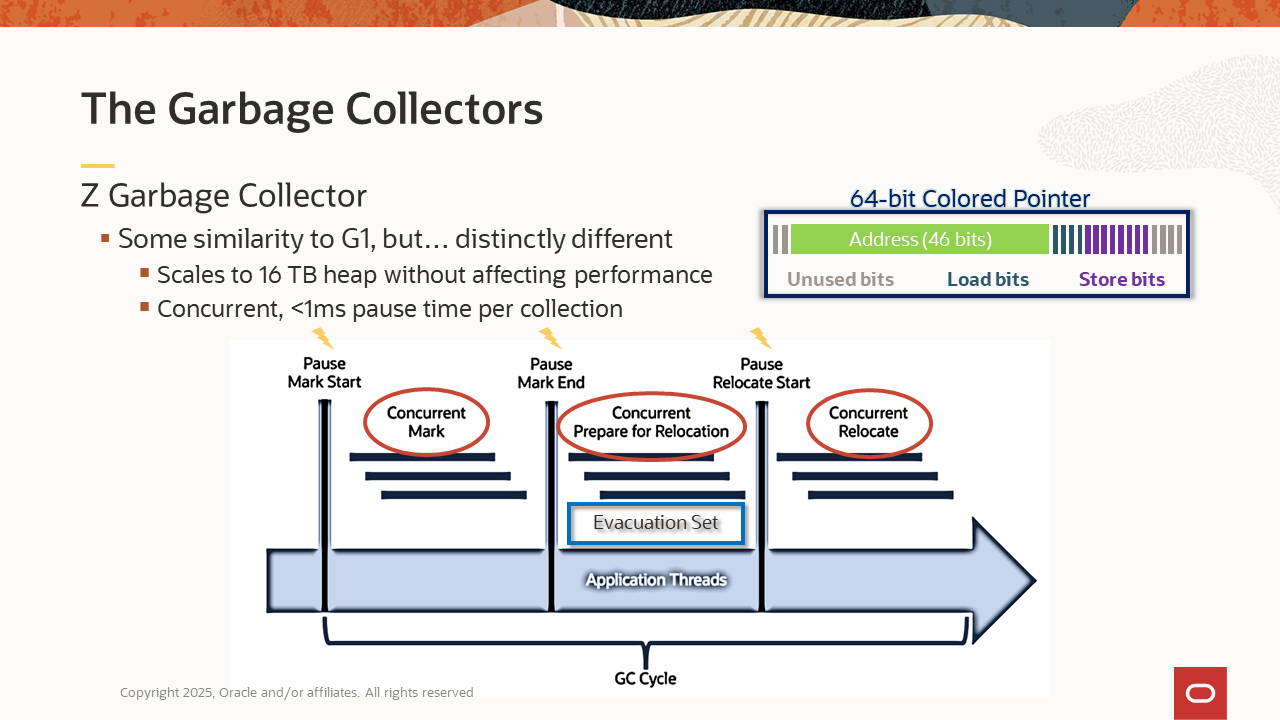 The Garbage Collectors
Z Garbage Collector
Some similarity to G1, but… distinctly different
Scales to 16 TB heap without affecting performance
Concurrent, <1ms pause time per collection
64-bit Colored Pointer
Address (46 bits)
Unused bits
Load bits
Store bits
Pause
Mark Start
Pause
Mark End
Pause
Relocate Start
Concurrent
Mark
Concurrent
Prepare for Relocation
Concurrent
Relocate
Evacuation Set
Application Threads
GC Cycle
Copyright 2025, Oracle and/or affiliates. All rights reserved